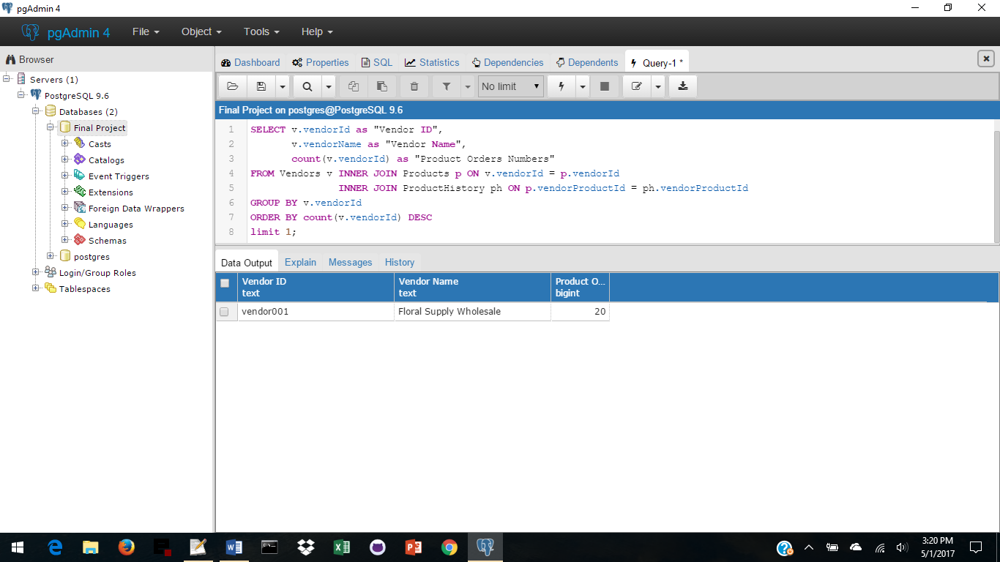 pgAdmin 4
pgAdmin 4 File Object Tools Help
Browser
Servers (1)
PostgreSQL 9.6
Databases (2)
Final Project
Casts
Catalogs
Event Triggers
Extensions
Foreign Data Wrappers
Languages
Schemas
postgres
Login/Group Roles
Tablespaces
Dashboard Properties SQL Statistics Dependencies Dependents Query-1 *
No limit
Final Project on postgres@PostgreSQL 9.6
1 SELECT v.vendorId as "Vendor ID",
2 v.vendorName as "Vendor Name",
3 count(v.vendorId) as "Product Orders Numbers"
4 FROM Vendors v INNER JOIN Products p ON v.vendorId = p.vendorId
5 INNER JOIN ProductHistory ph ON p.vendorProductId = ph.vendorProductId
6 GROUP BY v.vendorId
7 ORDER BY count(v.vendorId) DESC
8 limit 1;
Data Output Explain Messages History
Vendor ID Vendor Name Product O...
text text bigint
vendor001 Floral Supply Wholesale 20
3:20 PM
5/1/2017